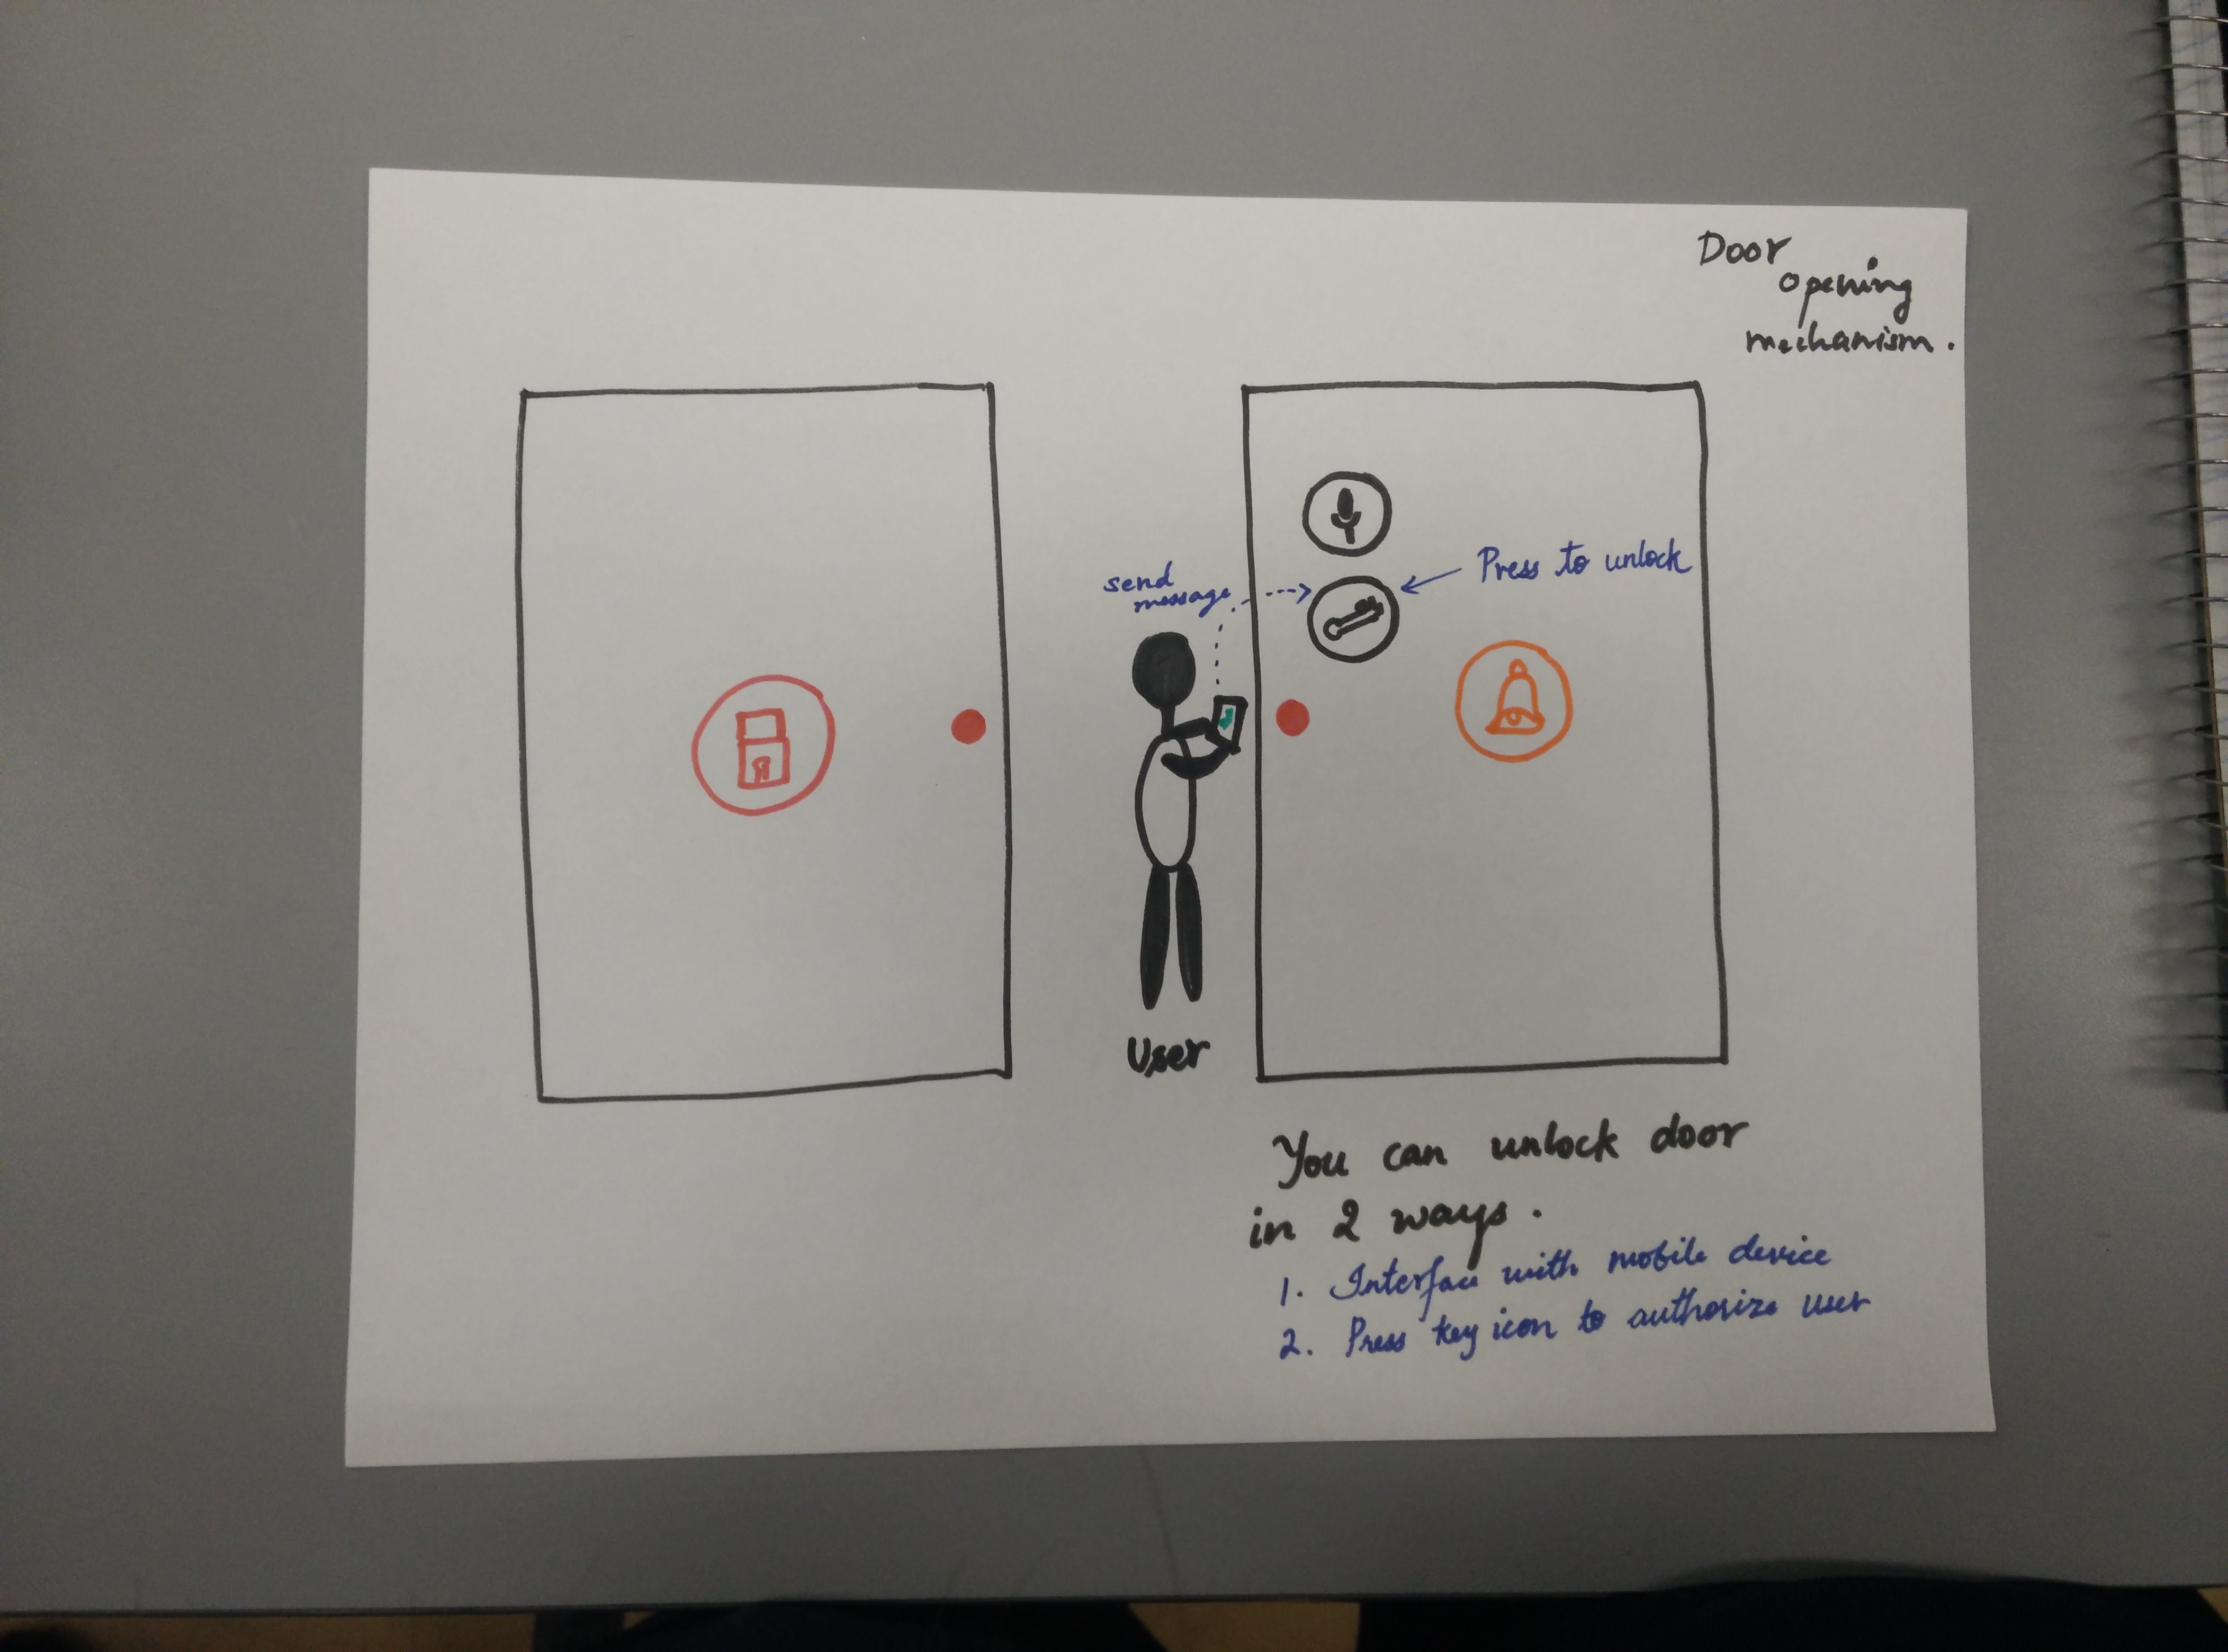 Door
opening
mechanism.
send
message
Press to unlock
User
You can unlock door
in 2 ways.
1. Interface with mobile device
2. Press key icon to authorize user